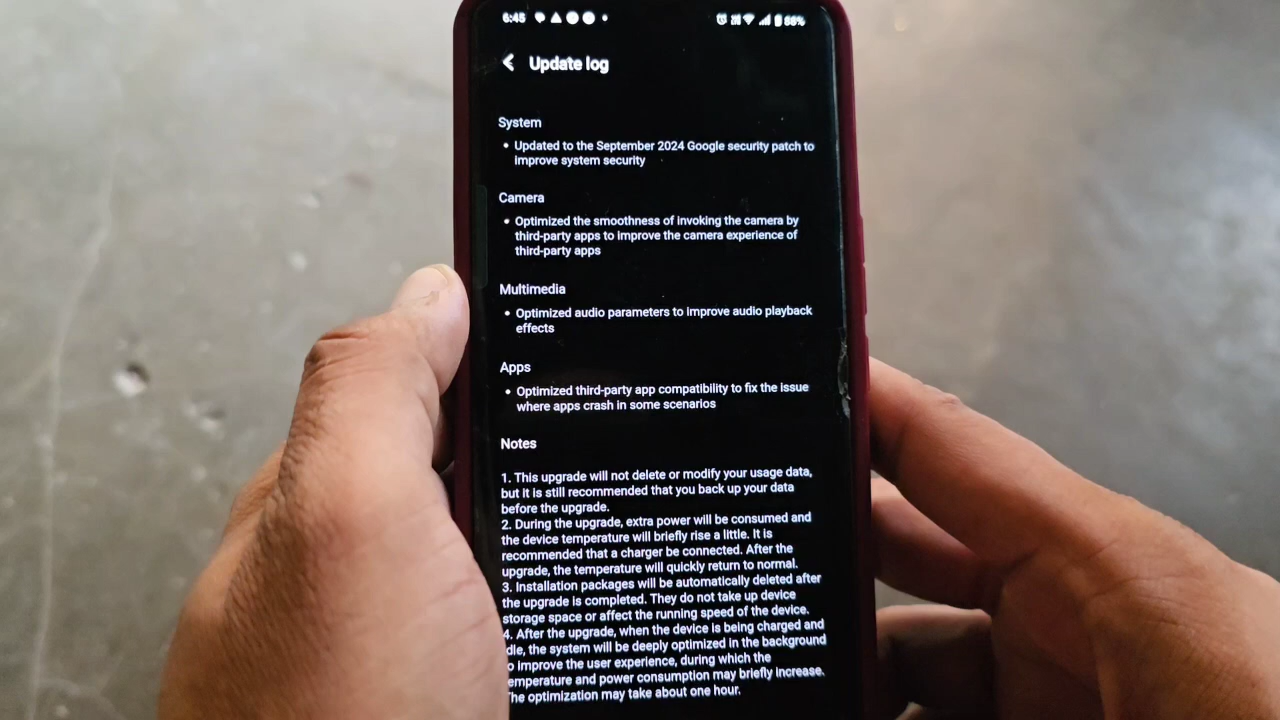 6:45
86%
Update log
System
• Updated to the September 2024 Google security patch to
improve system security
Camera
• Optimized the smoothness of invoking the camera by
third-party apps to improve the camera experience of
third-party apps
Multimedia
• Optimized audio parameters to improve audio playback
effects
Apps
• Optimized third-party app compatibility to fix the issue
where apps crash in some scenarios
Notes
1. This upgrade will not delete or modify your usage data,
but it is still recommended that you back up your data
before the upgrade.
2. During the upgrade, extra power will be consumed and
the device temperature will briefly rise a little. It is
recommended that a charger be connected. After the
upgrade, the temperature will quickly return to normal.
3. Installation packages will be automatically deleted after
the upgrade is completed. They do not take up device
storage space or affect the running speed of the device.
4. After the upgrade, when the device is being charged and
dle, the system will be deeply optimized in the background
o improve the user experience, during which the
emperature and power consumption may briefly increase.
The optimization may take about one hour.